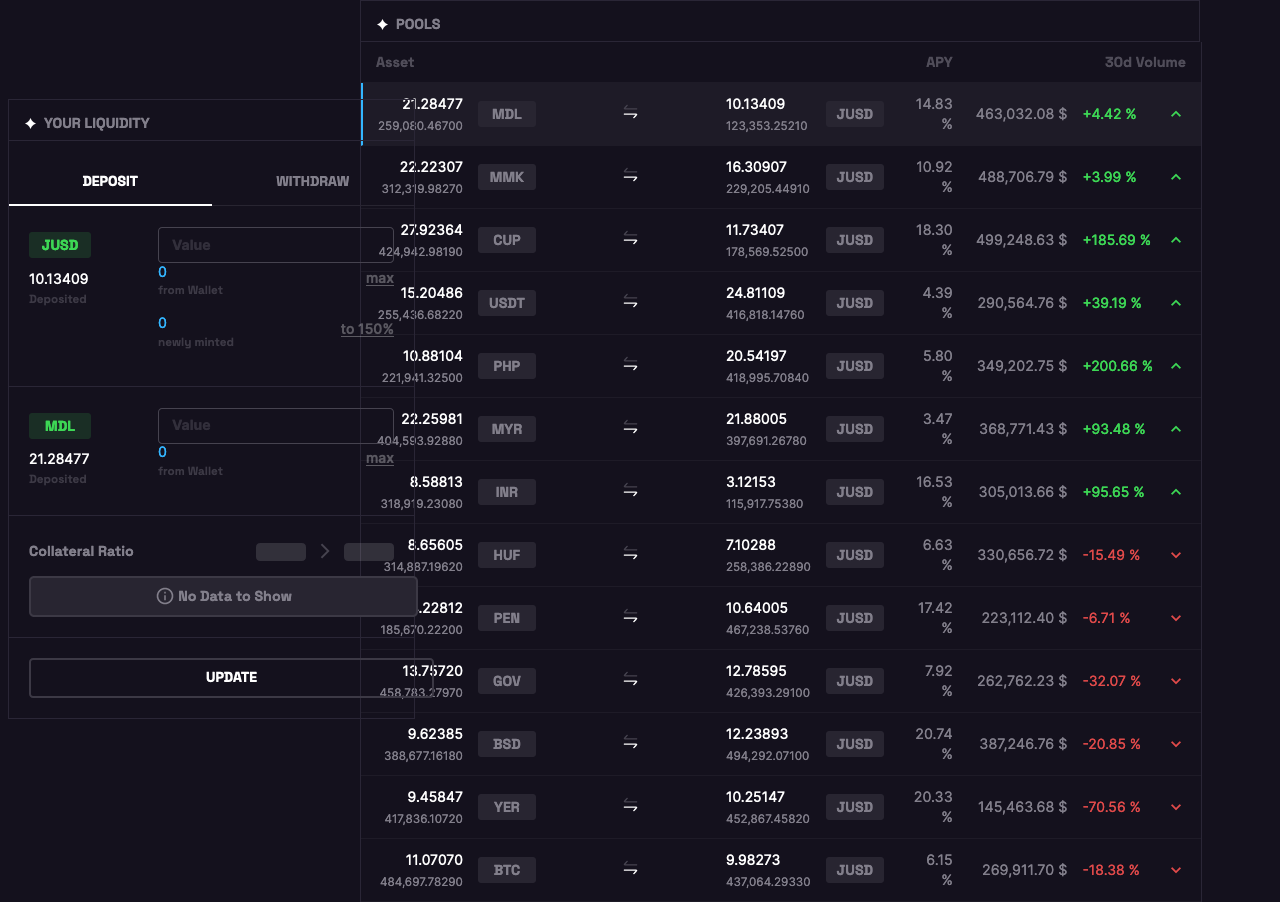 POOLS
Asset APY 30d Volume
21.28477 MDL 10.13409 JUSD 14.83 % 463,032.08 $ +4.42 %
259,080.46700 123,353.25210
22.22307 MMK 16.30907 JUSD 10.92 % 488,706.79 $ +3.99 %
312,319.98270 229,205.44910
27.92364 CUP 11.73407 JUSD 18.30 % 499,248.63 $ +185.69 %
424,942.98190 178,569.52500
15.20486 USDT 24.81109 JUSD 4.39 % 290,564.76 $ +39.19 %
255,436.68220 416,818.14760
10.88104 PHP 20.54197 JUSD 5.80 % 349,202.75 $ +200.66 %
221,941.32500 418,995.70840
22.25981 MYR 21.88005 JUSD 3.47 % 368,771.43 $ +93.48 %
404,593.92880 397,691.26780
8.58813 INR 3.12153 JUSD 16.53 % 305,013.66 $ +95.65 %
318,919.23080 115,917.75380
8.65605 HUF 7.10288 JUSD 6.63 % 330,656.72 $ -15.49 %
314,887.19620 258,386.22890
.22812 PEN 10.64005 JUSD 17.42 % 223,112.40 $ -6.71 %
185,670.22200 467,238.53760
13.75720 GOV 12.78595 JUSD 7.92 % 262,762.23 $ -32.07 %
458,783.27970 426,393.29100
9.62385 BSD 12.23893 JUSD 20.74 % 387,246.76 $ -20.85 %
388,677.16180 494,292.07100
9.45847 YER 10.25147 JUSD 20.33 % 145,463.68 $ -70.56 %
417,836.10720 452,867.45820
11.07070 BTC 9.98273 JUSD 6.15 % 269,911.70 $ -18.38 %
484,697.78290 437,064.29330
YOUR LIQUIDITY
DEPOSIT WITHDRAW
JUSD Value
10.13409 0 max
Deposited from Wallet
0 to 150%
newly minted
MDL Value
21.28477 0 max
Deposited from Wallet
Collateral Ratio
No Data to Show
UPDATE